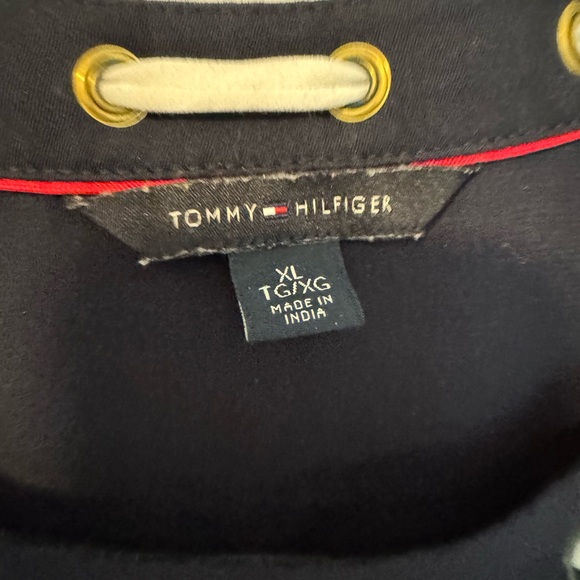 TOMMY HILFIGER
XL
TG/XG
MADE IN
INDIA